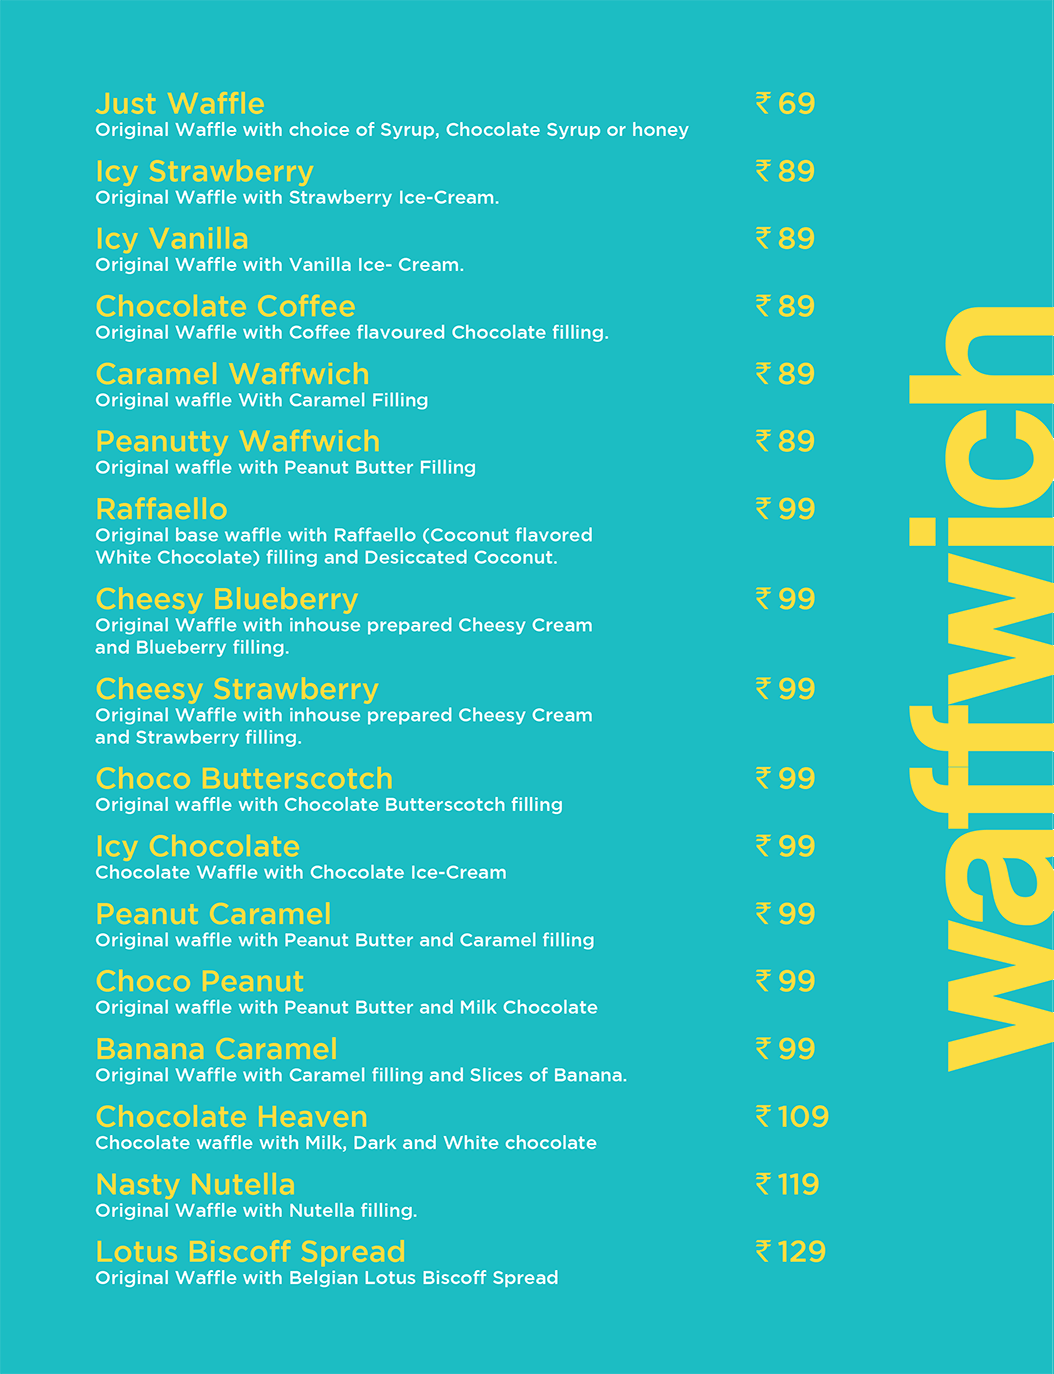 Just Waffle ₹ 69
Original Waffle with choice of Syrup, Chocolate Syrup or honey
Icy Strawberry ₹ 89
Original Waffle with Strawberry Ice-Cream.
Icy Vanilla ₹ 89
Original Waffle with Vanilla Ice- Cream.
Chocolate Coffee ₹ 89
Original Waffle with Coffee flavoured Chocolate filling.
Caramel Waffwich ₹ 89
Original waffle With Caramel Filling
Peanutty Waffwich ₹ 89
Original waffle with Peanut Butter Filling
Raffaello ₹ 99
Original base waffle with Raffaello (Coconut flavored
White Chocolate) filling and Desiccated Coconut.
Cheesy Blueberry ₹ 99
Original Waffle with inhouse prepared Cheesy Cream
and Blueberry filling.
Cheesy Strawberry ₹ 99
Original Waffle with inhouse prepared Cheesy Cream
and Strawberry filling.
Choco Butterscotch ₹ 99
Original waffle with Chocolate Butterscotch filling
Icy Chocolate ₹ 99
Chocolate Waffle with Chocolate Ice-Cream
Peanut Caramel ₹ 99
Original waffle with Peanut Butter and Caramel filling
Choco Peanut ₹ 99
Original waffle with Peanut Butter and Milk Chocolate
Banana Caramel ₹ 99
Original Waffle with Caramel filling and Slices of Banana.
Chocolate Heaven ₹ 109
Chocolate waffle with Milk, Dark and White chocolate
Nasty Nutella ₹ 119
Original Waffle with Nutella filling.
Lotus Biscoff Spread ₹ 129
Original Waffle with Belgian Lotus Biscoff Spread
waffwich